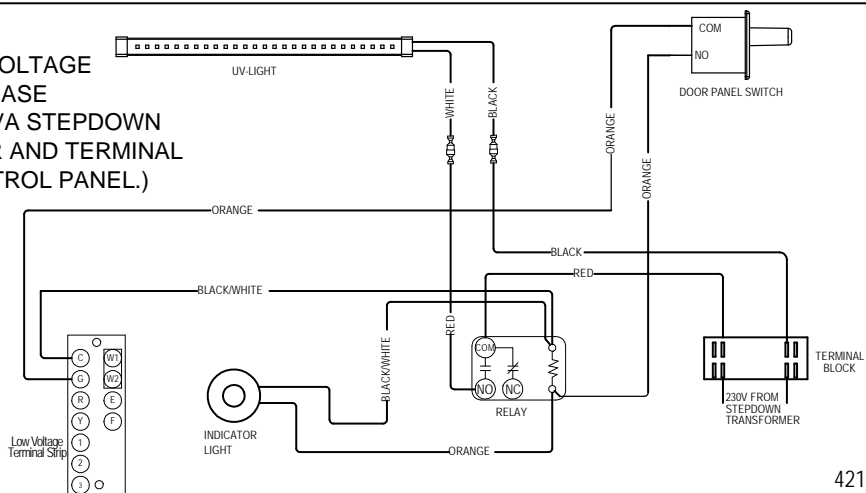 OLTAGE
ASE
VA STEPDOWN
R AND TERMINAL
TROL PANEL.)
UV-LIGHT
COM
NO
DOOR PANEL SWITCH
WHITE
BLACK
ORANGE
ORANGE
ORANGE
BLACK
RED
BLACK/WHITE
RED
BLACK/WHITE
COM
NO
NC
RELAY
TERMINAL
BLOCK
230V FROM
STEPDOWN
TRANSFORMER
C
W1
G
W2
R
E
Y
F
1
2
3
Low Voltage
Terminal Strip
INDICATOR
LIGHT
ORANGE
421